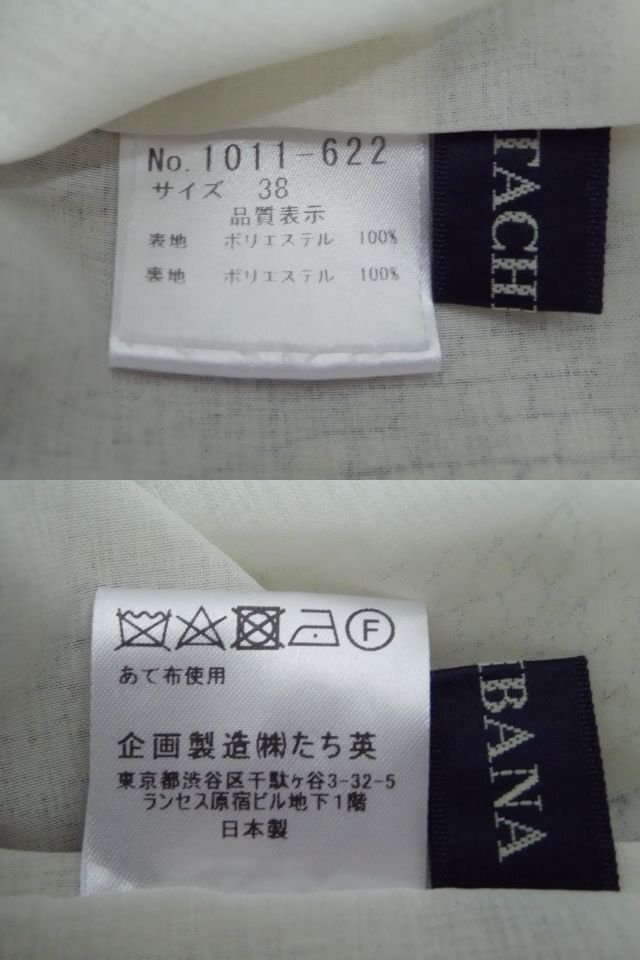 No. 1011-622
サイズ 38
品質表示
表地 ポリエステル 100%
裏地 ポリエステル 100%
TACHI
F
あて布使用
企画製造㈱たち英
東京都渋谷区千駄ヶ谷3-32-5
ランセス原宿ビル地下1階
日本製
IBANA